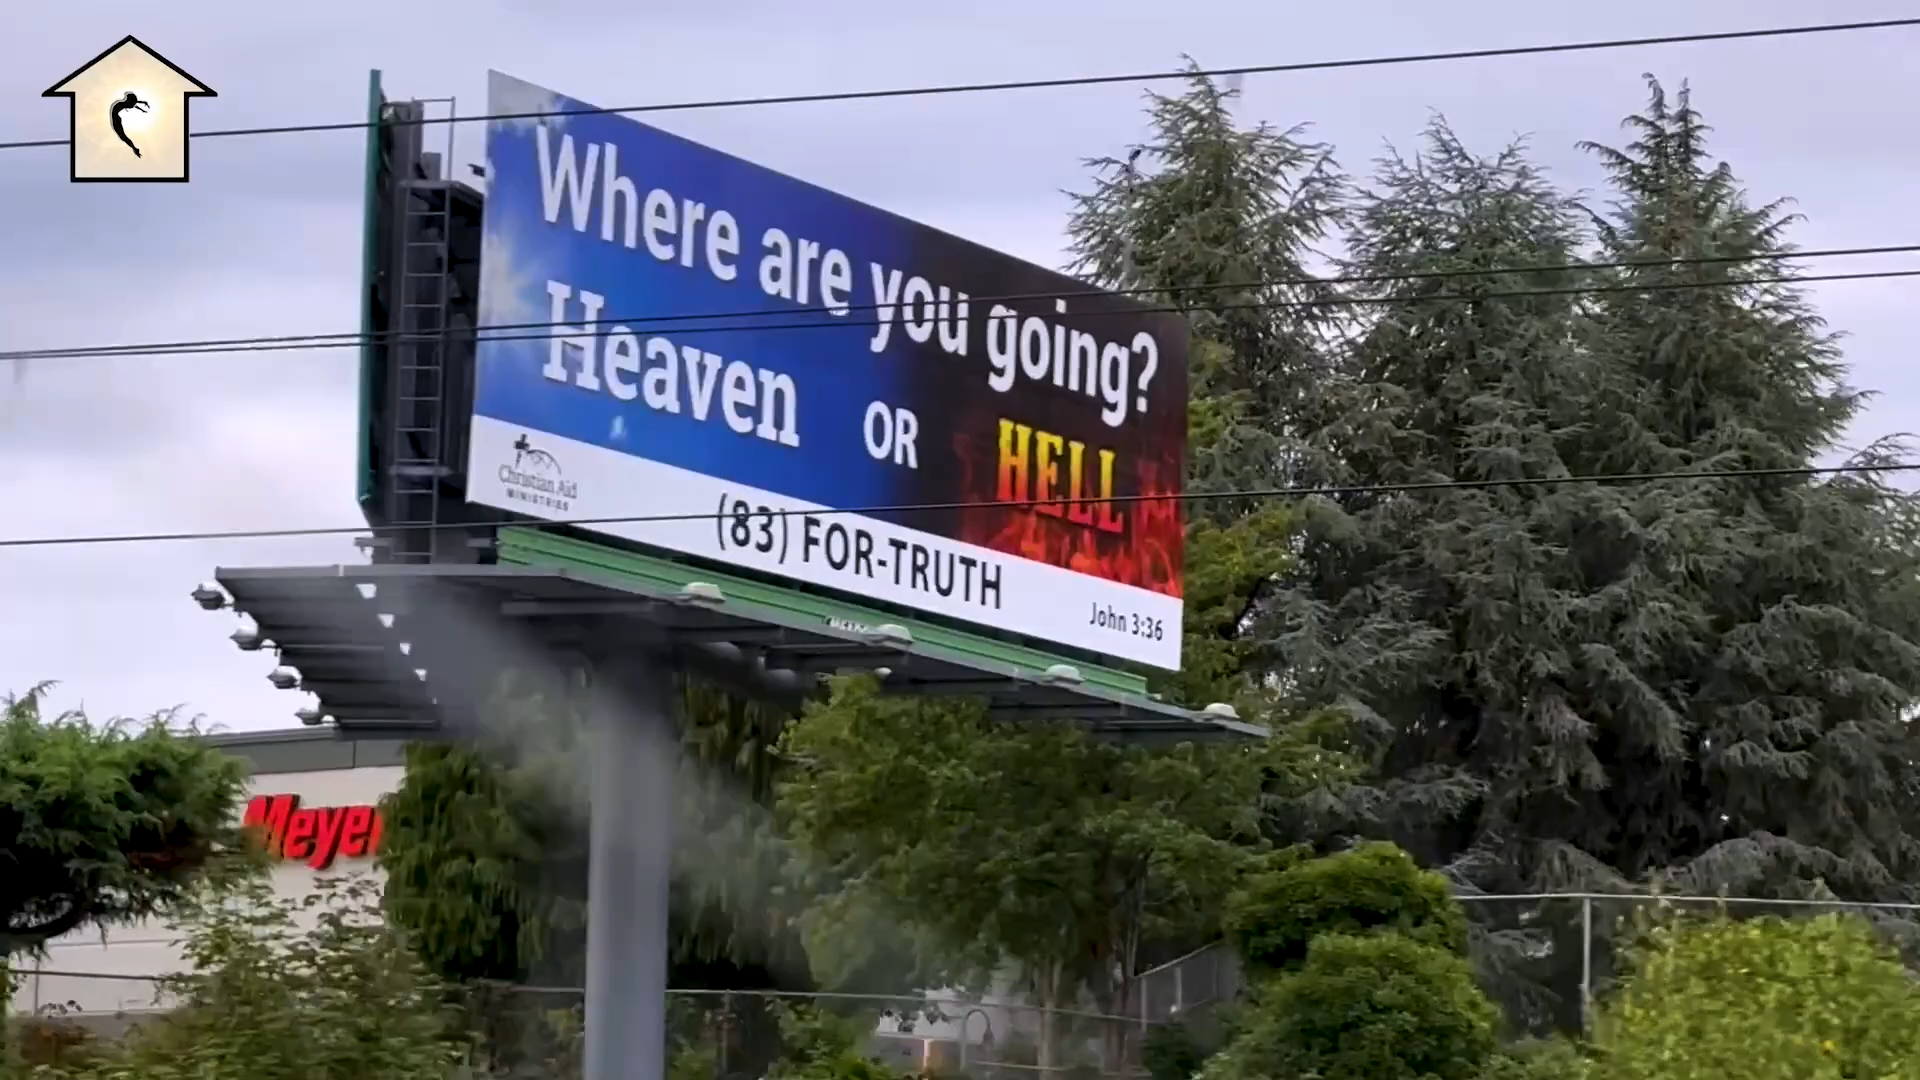 Where are you going?
Heaven OR HELL
Christian Aid
MINISTRIES
(83) FOR-TRUTH
John 3:36
Meyer